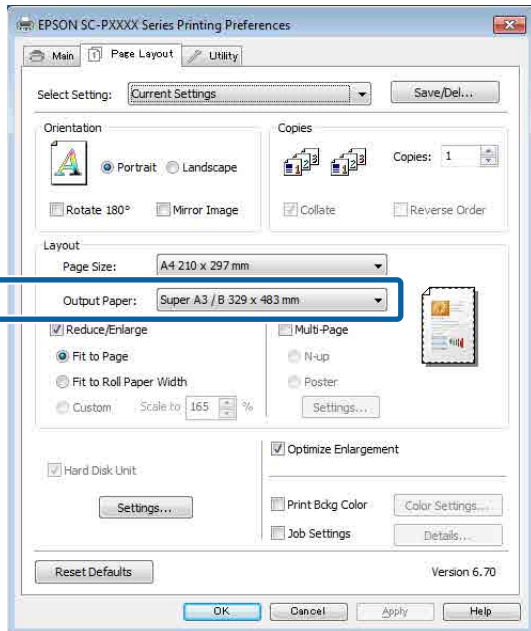 EPSON SC-PXXXX Series Printing Preferences
Main Page Layout Utility
Select Setting: Current Settings Save/Del...
Orientation Copies
Portrait Landscape Copies: 1
Rotate 180° Mirror Image Collate Reverse Order
Layout
Page Size: A4 210 x 297 mm
Output Paper: Super A3 / B 329 x 483 mm
Reduce/Enlarge Multi-Page
Fit to Page N-up
Fit to Roll Paper Width Poster
Custom Scale to 165 % Settings...
Optimize Enlargement
Hard Disk Unit
Settings... Print Bckg Color Color Settings...
Job Settings Details...
Reset Defaults Version 6.70
OK Cancel Apply Help